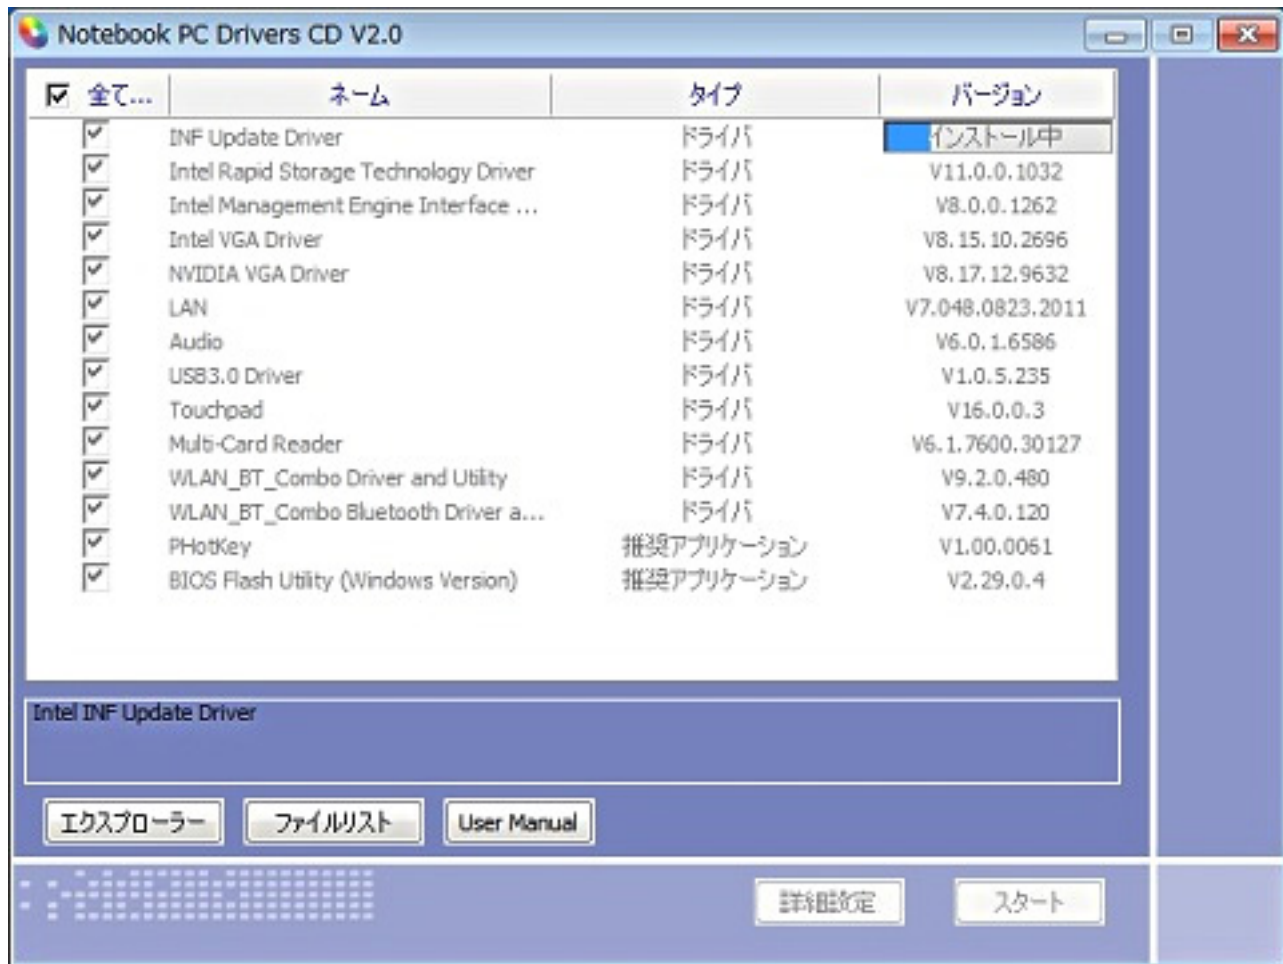 Notebook PC Drivers CD V2.0
全て... ネーム タイプ バージョン
INF Update Driver ドライバ インストール中
Intel Rapid Storage Technology Driver ドライバ V11.0.0.1032
Intel Management Engine Interface ... ドライバ V8.0.0.1262
Intel VGA Driver ドライバ V8.15.10.2696
NVIDIA VGA Driver ドライバ V8.17.12.9632
LAN ドライバ V7.048.0823.2011
Audio ドライバ V6.0.1.6586
USB3.0 Driver ドライバ V1.0.5.235
Touchpad ドライバ V16.0.0.3
Multi-Card Reader ドライバ V6.1.7600.30127
WLAN_BT_Combo Driver and Utility ドライバ V9.2.0.480
WLAN_BT_Combo Bluetooth Driver a... ドライバ V7.4.0.120
PHotKey 推奨アプリケーション V1.00.0061
BIOS Flash Utility (Windows Version) 推奨アプリケーション V2.29.0.4
Intel INF Update Driver
エクスプローラー ファイルリスト User Manual
詳細設定 スタート